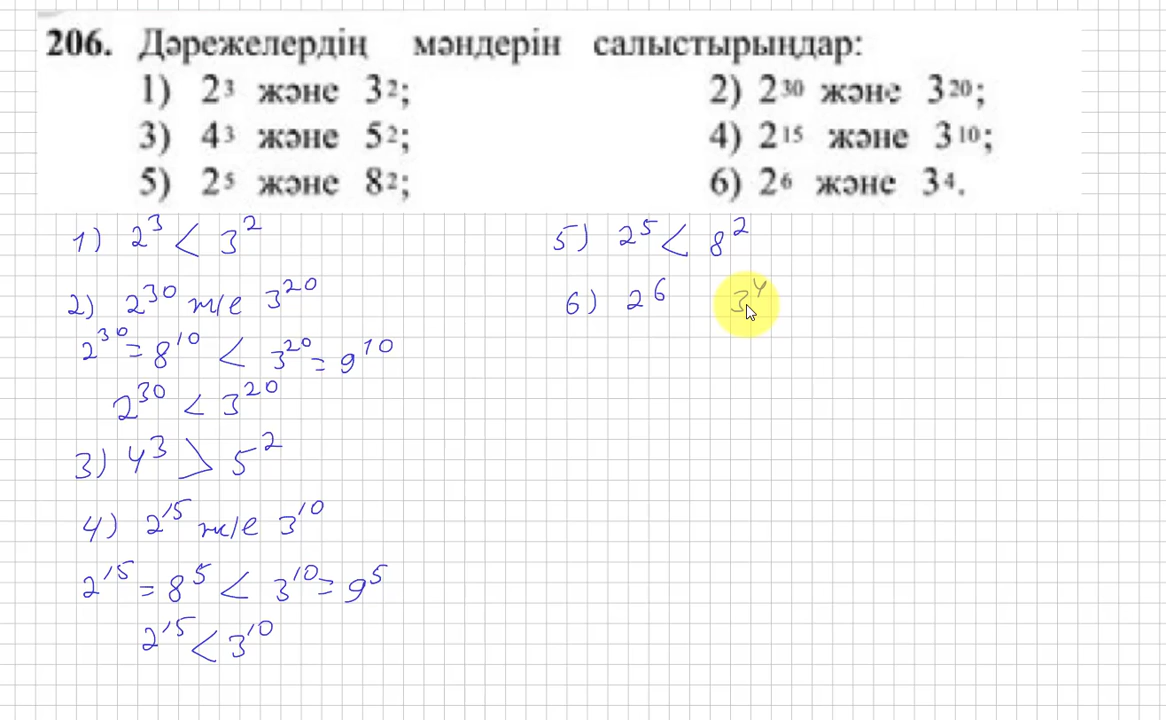 206. Дәрежелердің мәндерін салыстырыңдар:
1) 2³ және 3²; 2) 2³⁰ және 3²⁰;
3) 4³ және 5²; 4) 2¹⁵ және 3¹⁰;
5) 2⁵ және 8²; 6) 2⁶ және 3⁴.
1) 2³ < 3²
2) 2³⁰ ж/е 3²⁰
2³⁰ = 8¹⁰ < 3²⁰ = 9¹⁰
2³⁰ < 3²⁰
3) 4³ > 5²
4) 2¹⁵ ж/е 3¹⁰
2¹⁵ = 8⁵ < 3¹⁰ = 9⁵
2¹⁵ < 3¹⁰
5) 2⁵ < 8²
6) 2⁶ 3⁴